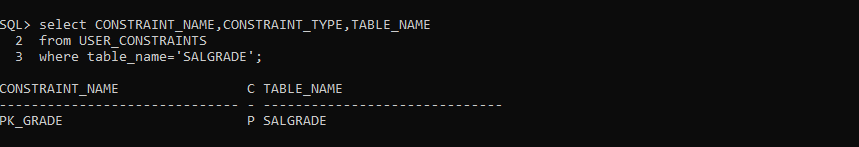 SQL> select CONSTRAINT_NAME,CONSTRAINT_TYPE,TABLE_NAME
  2  from USER_CONSTRAINTS
  3  where table_name='SALGRADE';

CONSTRAINT_NAME                C TABLE_NAME
------------------------------ - ------------------------------
PK_GRADE                       P SALGRADE